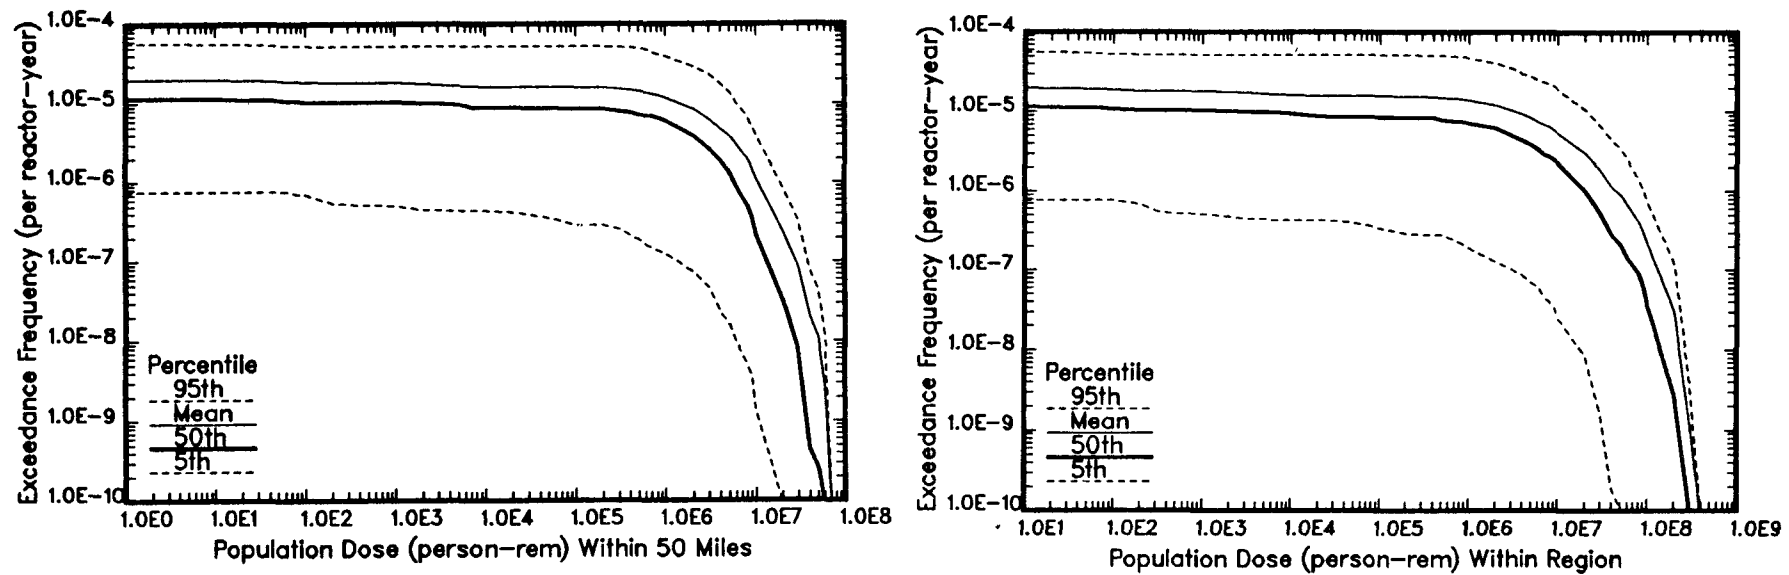 Exceedance Frequency (per reactor-year)
1.0E-4
1.0E-5
1.0E-6
1.0E-7
1.0E-8
1.0E-9
1.0E-10
Percentile
95th
Mean
50th
5th
1.0E0 1.0E1 1.0E2 1.0E3 1.0E4 1.0E5 1.0E6 1.0E7 1.0E8
Population Dose (person-rem) Within 50 Miles
Exceedance Frequency (per reactor-year)
1.0E-4
1.0E-5
1.0E-6
1.0E-7
1.0E-8
1.0E-9
1.0E-10
Percentile
95th
Mean
50th
5th
1.0E1 1.0E2 1.0E3 1.0E4 1.0E5 1.0E6 1.0E7 1.0E8 1.0E9
Population Dose (person-rem) Within Region